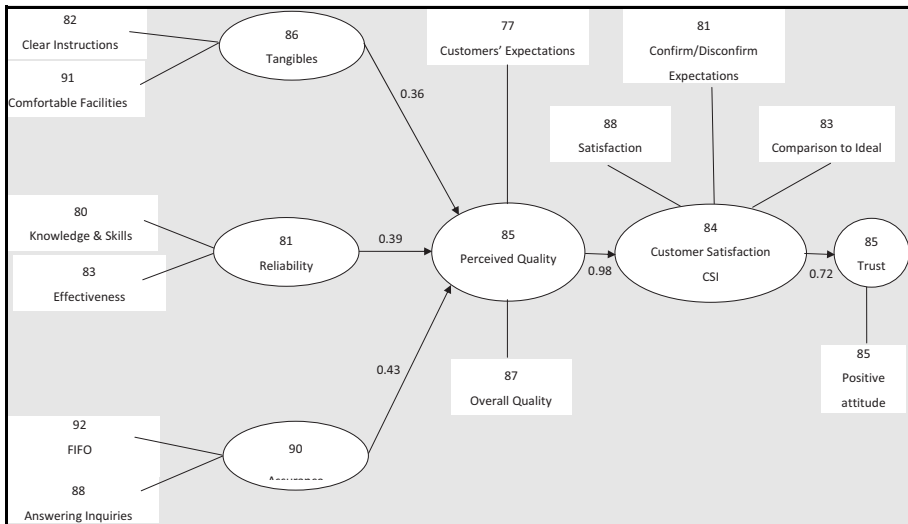 82
Clear Instructions
91
Comfortable Facilities
86
Tangibles
0.36
77
Customers' Expectations
81
Confirm/Disconfirm
Expectations
88
Satisfaction
83
Comparison to Ideal
80
Knowledge & Skills
83
Effectiveness
81
Reliability
0.39
85
Perceived Quality
0.98
84
Customer Satisfaction
CSI
0.72
85
Trust
85
Positive
attitude
87
Overall Quality
0.43
92
FIFO
88
Answering Inquiries
90
Assurance